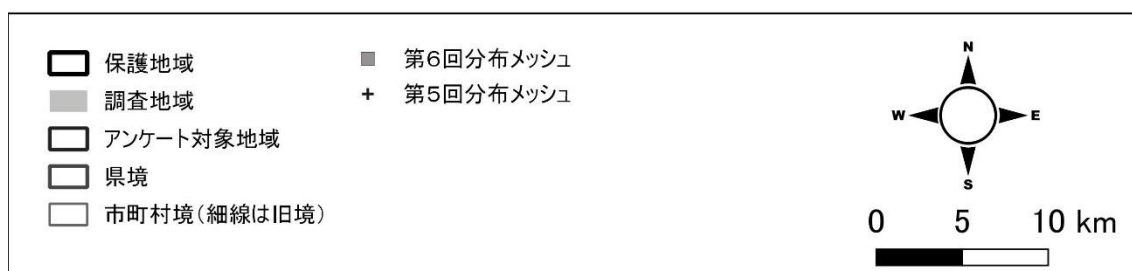 保護地域
調査地域
アンケート対象地域
県境
市町村境（細線は旧境）
第６回分布メッシュ
第５回分布メッシュ
N
W E
S
0 5 10 km